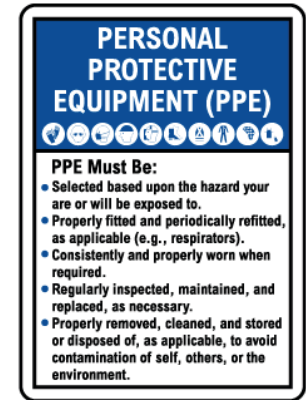 PERSONAL
PROTECTIVE
EQUIPMENT (PPE)
PPE Must Be:
• Selected based upon the hazard your
are or will be exposed to.
• Properly fitted and periodically refitted,
as applicable (e.g., respirators).
• Consistently and properly worn when
required.
• Regularly inspected, maintained, and
replaced, as necessary.
• Properly removed, cleaned, and stored
or disposed of, as applicable, to avoid
contamination of self, others, or the
environment.